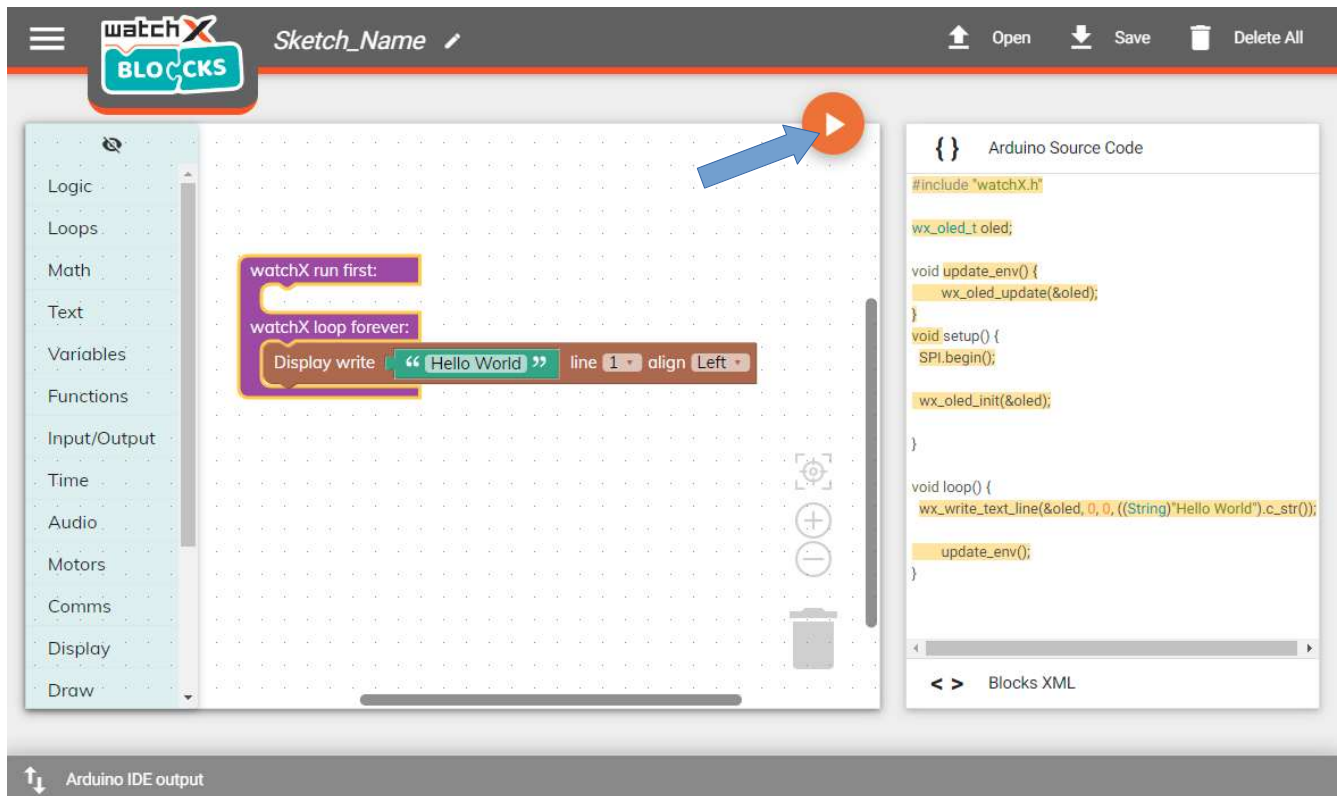 watchX
BLOCCKS
Sketch_Name
Open
Save
Delete All
Logic
Loops
Math
Text
Variables
Functions
Input/Output
Time
Audio
Motors
Comms
Display
Draw
watchX run first:
watchX loop forever:
Display write “ Hello World ” line 1 align Left
{ } Arduino Source Code
#include "watchX.h"
wx_oled_t oled;
void update_env() {
wx_oled_update(&oled);
}
void setup() {
SPI.begin();
wx_oled_init(&oled);
}
void loop() {
wx_write_text_line(&oled, 0, 0, ((String)"Hello World").c_str());
update_env();
}
< > Blocks XML
Arduino IDE output